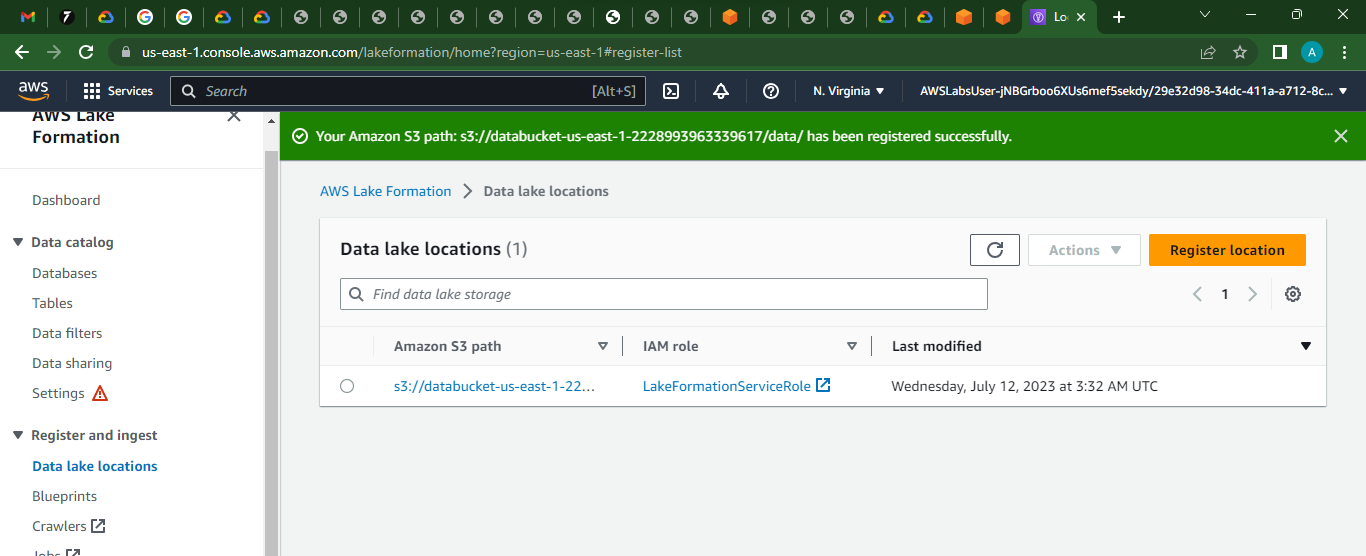 Lo
us-east-1.console.aws.amazon.com/lakeformation/home?region=us-east-1#register-list
A
aws
Services
Search
[Alt+S]
N. Virginia
AWSLabsUser-jNBGrboo6XUs6mef5sekdy/29e32d98-34dc-411a-a712-8c...
AWS Lake
Formation
Dashboard
Data catalog
Databases
Tables
Data filters
Data sharing
Settings
Register and ingest
Data lake locations
Blueprints
Crawlers
Jobs
Your Amazon S3 path: s3://databucket-us-east-1-2228993963339617/data/ has been registered successfully.
AWS Lake Formation > Data lake locations
Data lake locations (1)
Actions
Register location
Find data lake storage
1
Amazon S3 path
IAM role
Last modified
s3://databucket-us-east-1-22...
LakeFormationServiceRole
Wednesday, July 12, 2023 at 3:32 AM UTC